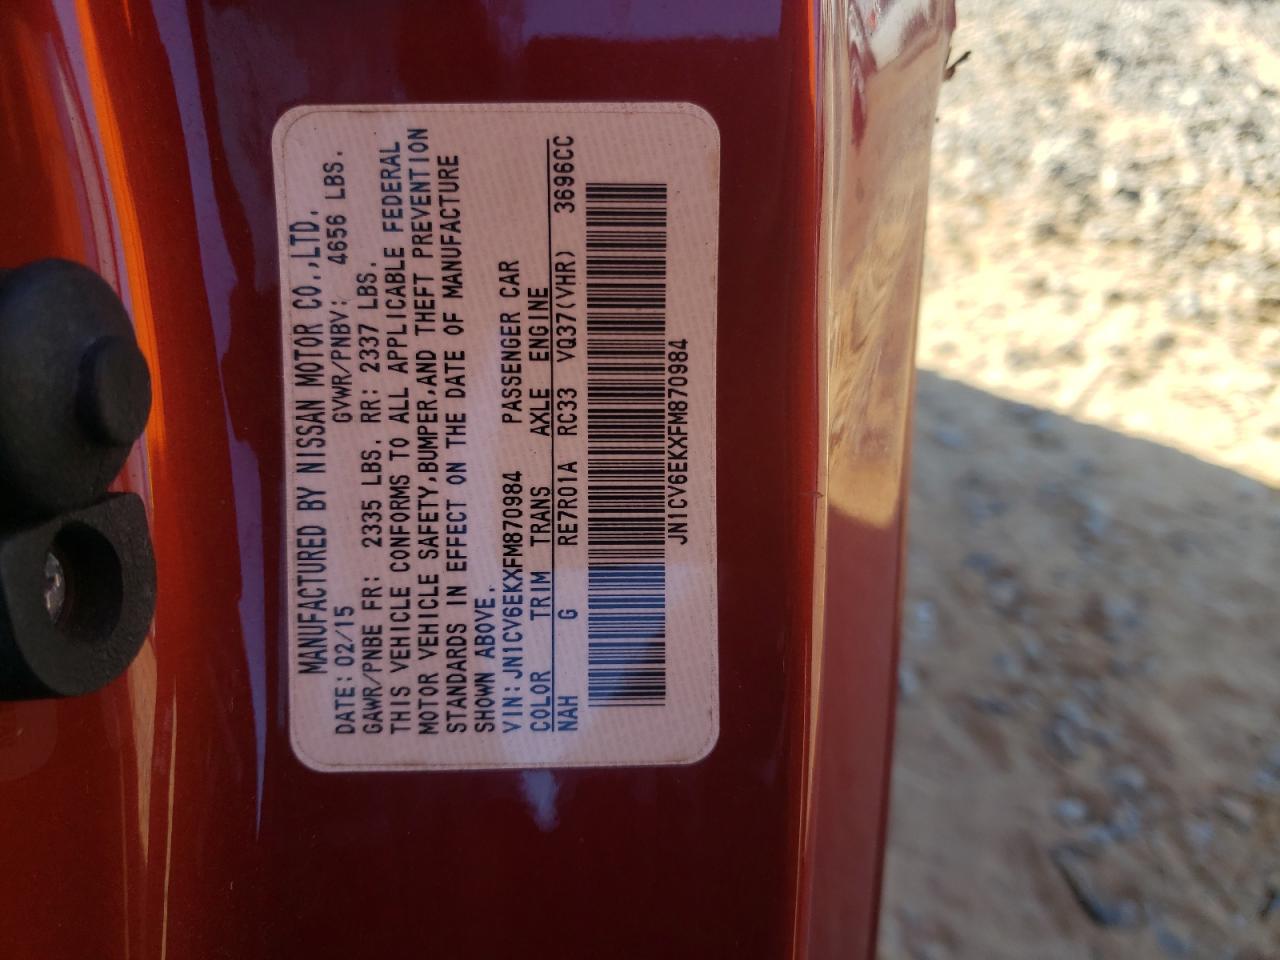 MANUFACTURED BY NISSAN MOTOR CO.,LTD.
DATE: 02/15 GVWR/PNBV: 4656 LBS.
GAWR/PNBE FR: 2335 LBS. RR: 2337 LBS.
THIS VEHICLE CONFORMS TO ALL APPLICABLE FEDERAL
MOTOR VEHICLE SAFETY,BUMPER,AND THEFT PREVENTION
STANDARDS IN EFFECT ON THE DATE OF MANUFACTURE
SHOWN ABOVE.
VIN: JN1CV6EKXFM870984 PASSENGER CAR
COLOR TRIM TRANS AXLE ENGINE
NAH G RE7R01A RC33 VQ37(VHR) 3696CC
JN1CV6EKXFM870984